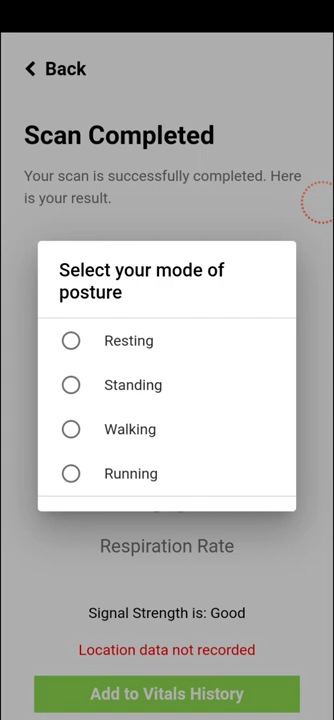 Back
Scan Completed
Your scan is successfully completed. Here
is your result.
Select your mode of
posture
Resting
Standing
Walking
Running
Respiration Rate
Signal Strength is: Good
Location data not recorded
Add to Vitals History